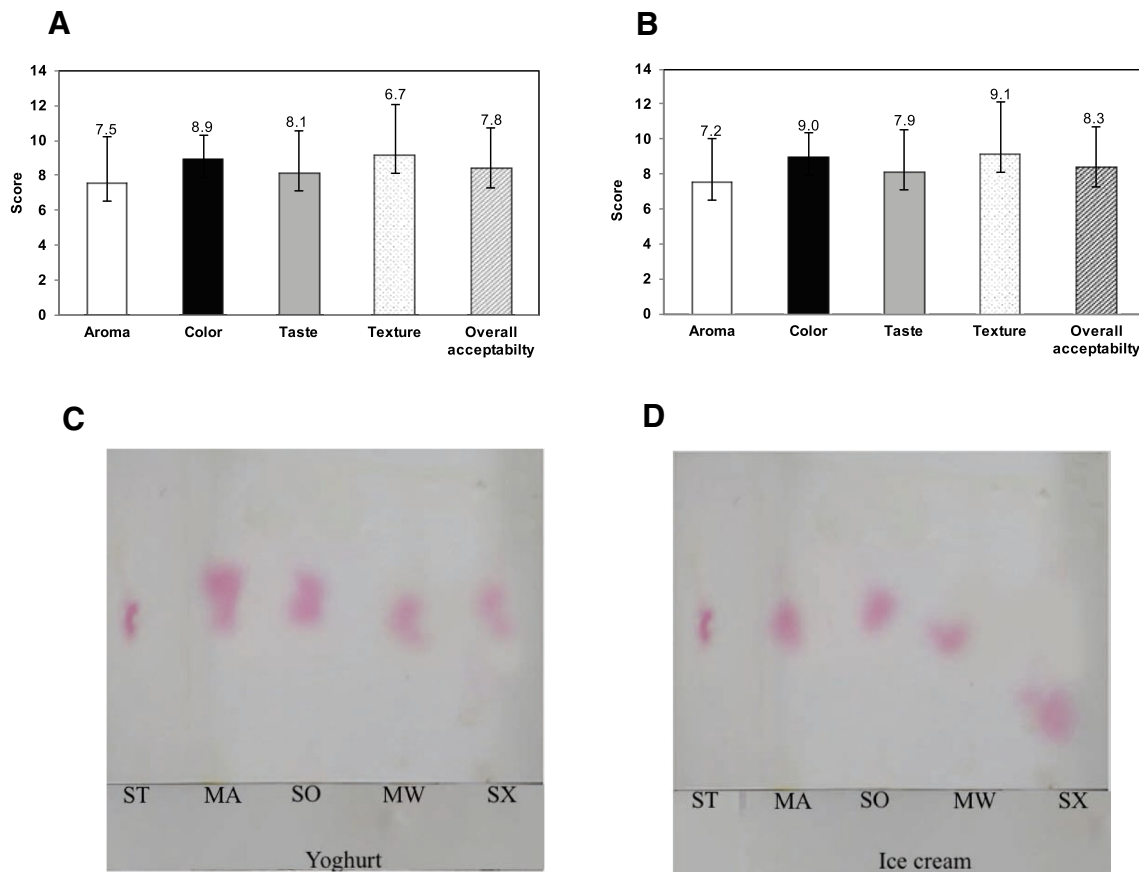 A
14
12
10
8
6
4
2
0
Score
7.5
8.9
8.1
6.7
7.8
Aroma
Color
Taste
Texture
Overall
acceptabilty
B
14
12
10
8
6
4
2
0
Score
7.2
9.0
7.9
9.1
8.3
Aroma
Color
Taste
Texture
Overall
acceptabilty
C
ST MA SO MW SX
Yoghurt
D
ST MA SO MW SX
Ice cream